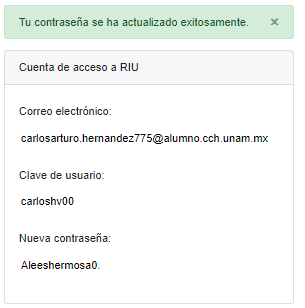 Tu contraseña se ha actualizado exitosamente. ×
Cuenta de acceso a RIU
Correo electrónico:
carlosarturo.hernandez775@alumno.cch.unam.mx
Clave de usuario:
carloshv00
Nueva contraseña:
Aleeshermosa0.